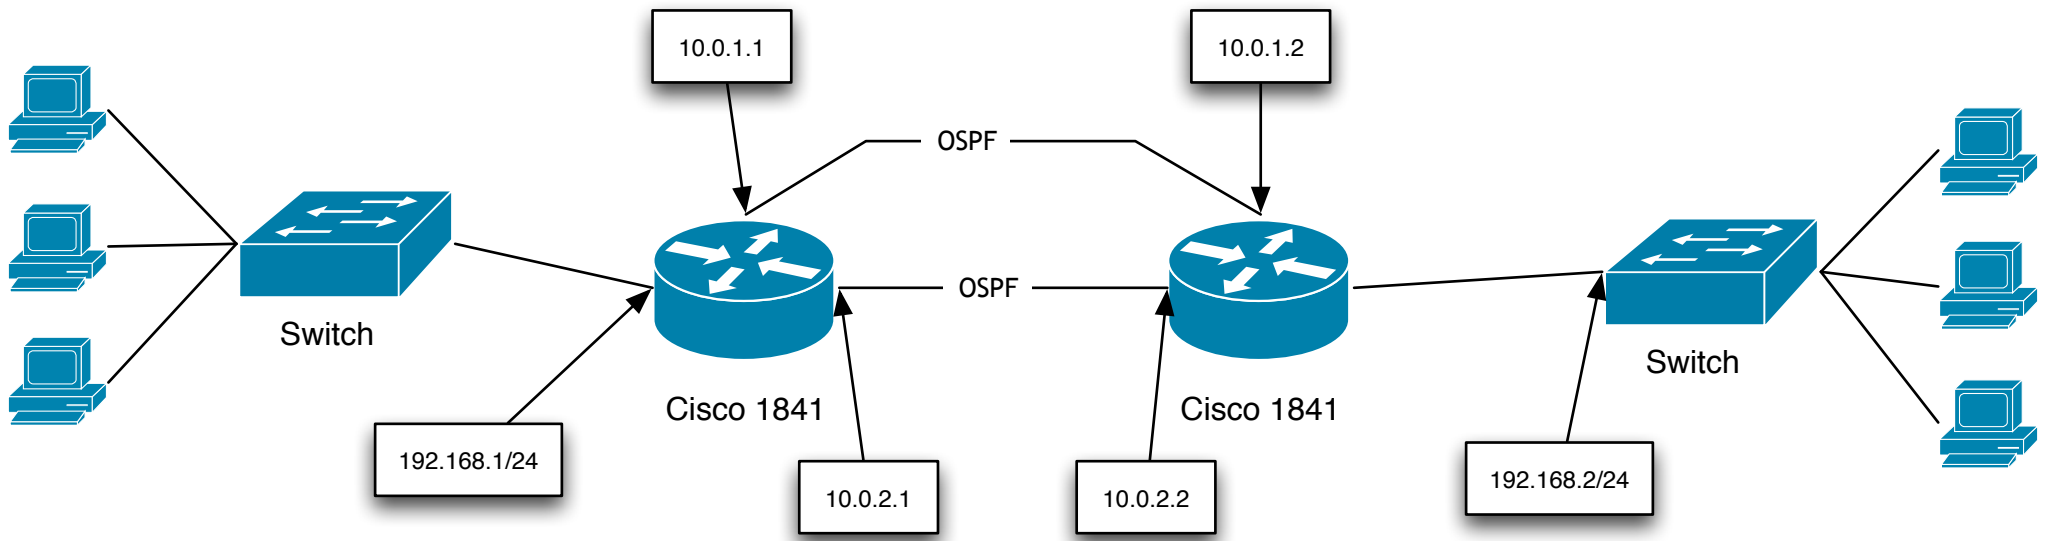 10.0.1.1
10.0.1.2
OSPF
OSPF
Switch
Switch
Cisco 1841
Cisco 1841
192.168.1/24
192.168.2/24
10.0.2.1
10.0.2.2